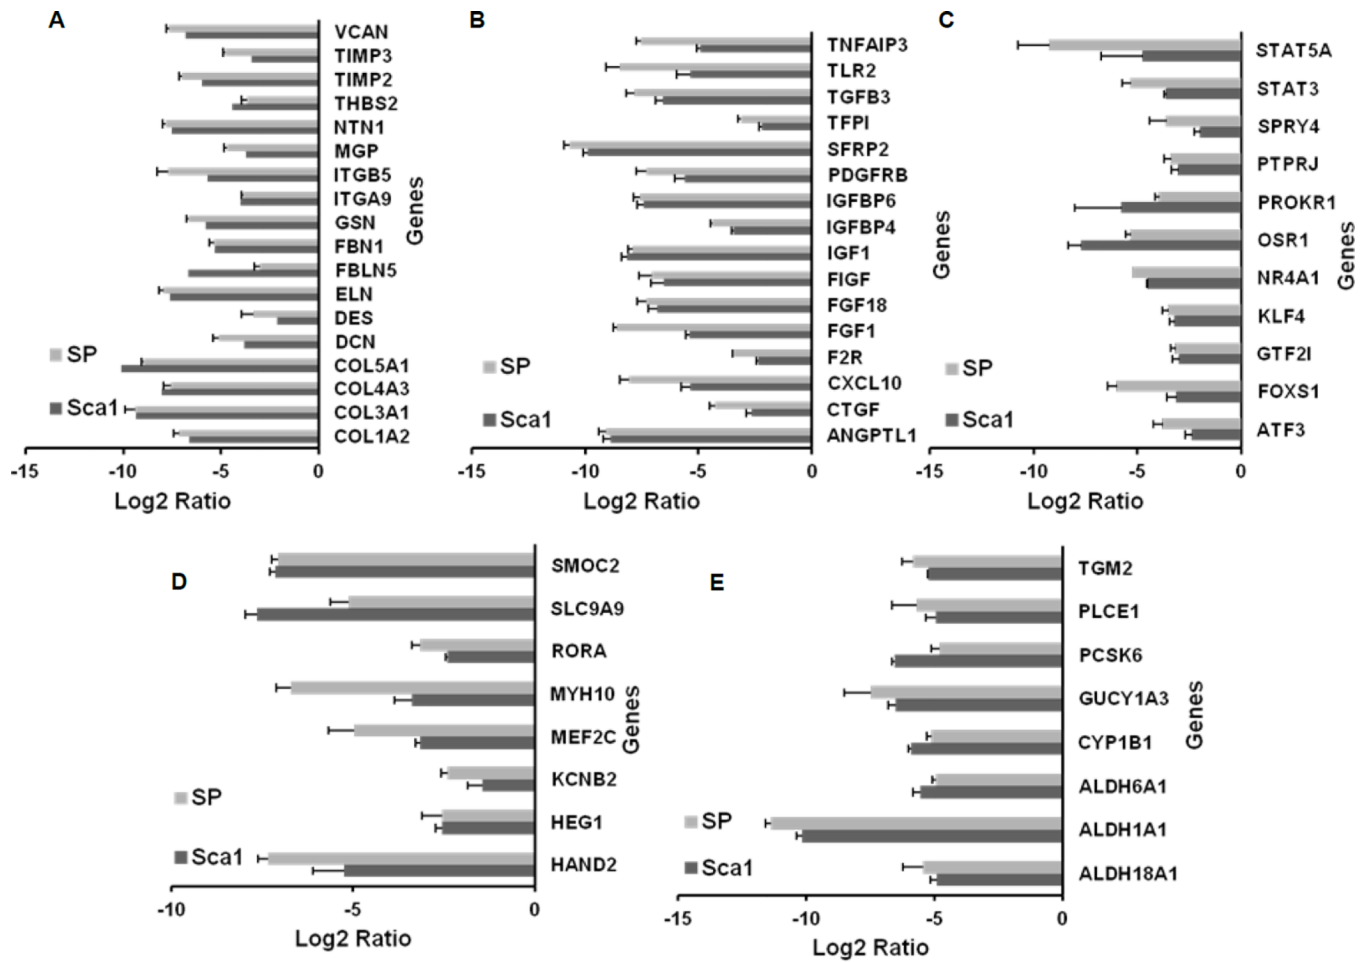 A
VCAN
TIMP3
TIMP2
THBS2
NTN1
MGP
ITGB5
ITGA9
GSN
FBN1
FBLN5
ELN
DES
DCN
COL5A1
COL4A3
COL3A1
COL1A2
Genes
SP
Sca1
-15 -10 -5 0
Log2 Ratio
B
TNFAIP3
TLR2
TGFB3
TFPI
SFRP2
PDGFRB
IGFBP6
IGFBP4
IGF1
FIGF
FGF18
FGF1
F2R
CXCL10
CTGF
ANGPTL1
Genes
SP
Sca1
-15 -10 -5 0
Log2 Ratio
C
STAT5A
STAT3
SPRY4
PTPRJ
PROKR1
OSR1
NR4A1
KLF4
GTF2I
FOXS1
ATF3
Genes
SP
Sca1
-15 -10 -5 0
Log2 Ratio
D
SMOC2
SLC9A9
RORA
MYH10
MEF2C
KCNB2
HEG1
HAND2
Genes
SP
Sca1
-10 -5 0
Log2 Ratio
E
TGM2
PLCE1
PCSK6
GUCY1A3
CYP1B1
ALDH6A1
ALDH1A1
ALDH18A1
Genes
SP
Sca1
-15 -10 -5 0
Log2 Ratio